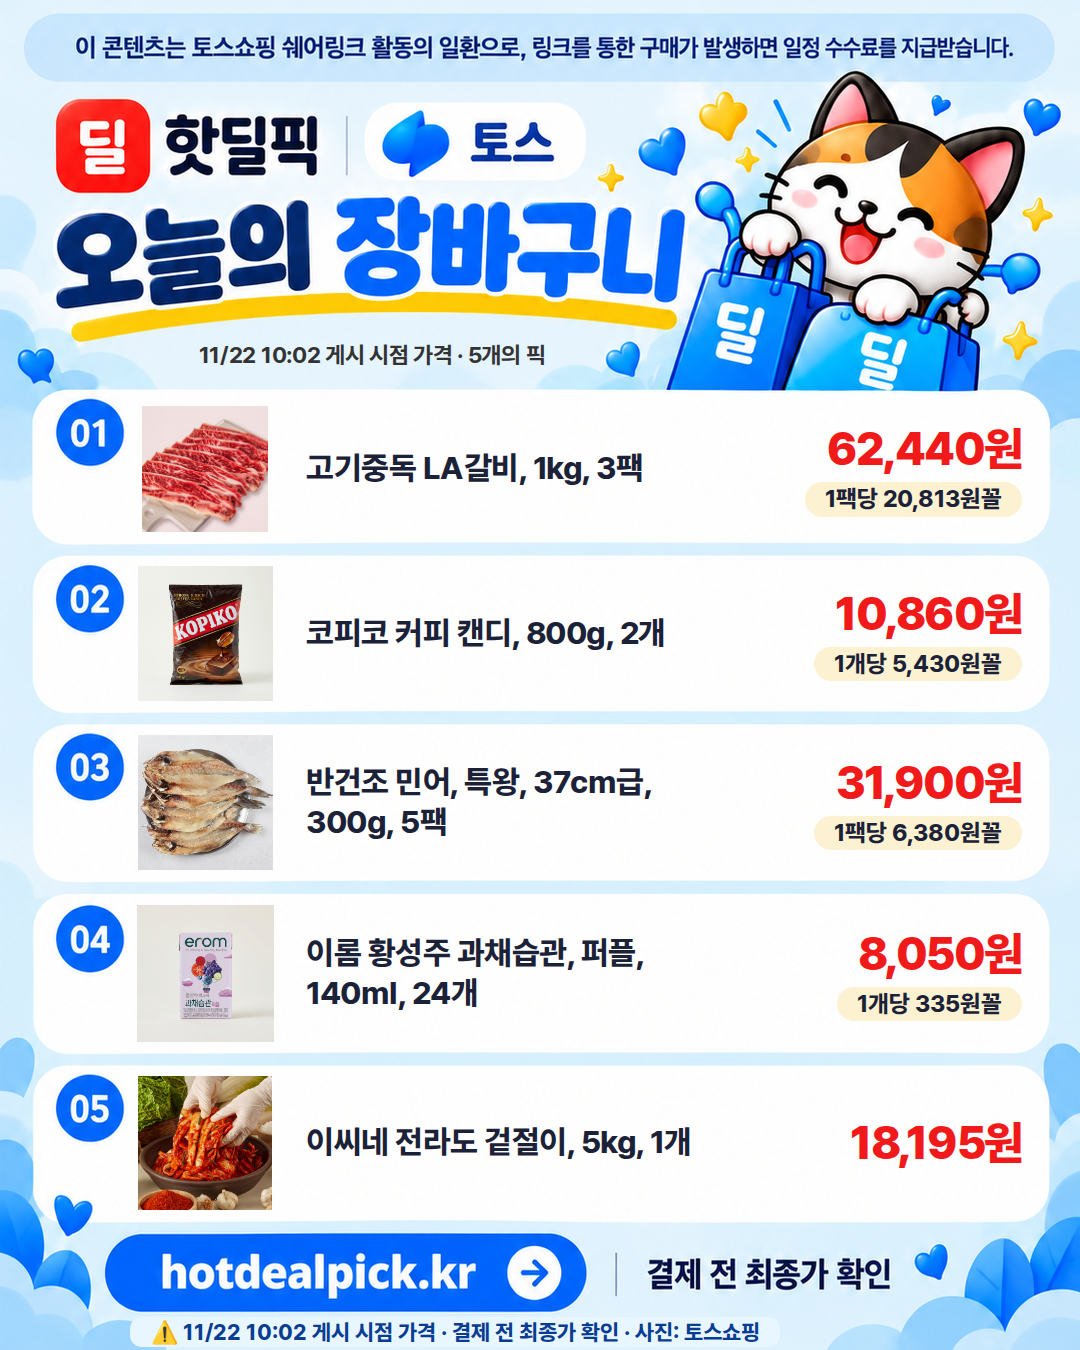 이 콘텐츠는 토스쇼핑 쉐어링크 활동의 일환으로, 링크를 통한 구매가 발생하면 일정 수수료를 지급받습니다.
딜 핫딜픽 토스
오늘의 장바구니
딜
딜
11/22 10:02 게시 시점 가격 · 5개의 픽
01
고기중독 LA갈비, 1kg, 3팩
62,440원
1팩당 20,813원꼴
02
KOPIKO
코피코 커피 캔디, 800g, 2개
10,860원
1개당 5,430원꼴
03
반건조 민어, 특왕, 37cm급,
300g, 5팩
31,900원
1팩당 6,380원꼴
04
erom
과채습관
이롬 황성주 과채습관, 퍼플,
140ml, 24개
8,050원
1개당 335원꼴
05
이씨네 전라도 겉절이, 5kg, 1개
18,195원
hotdealpick.kr
결제 전 최종가 확인
⚠️ 11/22 10:02 게시 시점 가격 · 결제 전 최종가 확인 · 사진: 토스쇼핑